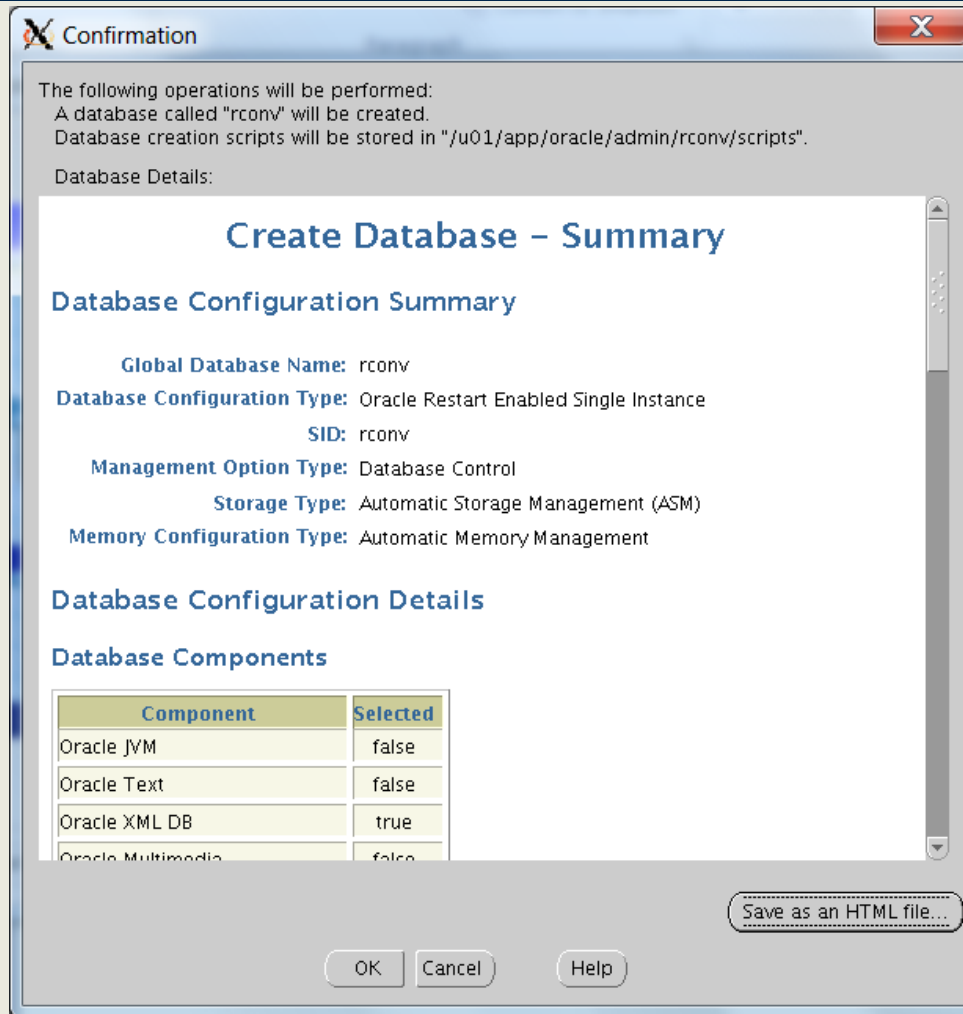 Confirmation
The following operations will be performed:
A database called "rconv" will be created.
Database creation scripts will be stored in "/u01/app/oracle/admin/rconv/scripts".
Database Details:
Create Database – Summary
Database Configuration Summary
Global Database Name: rconv
Database Configuration Type: Oracle Restart Enabled Single Instance
SID: rconv
Management Option Type: Database Control
Storage Type: Automatic Storage Management (ASM)
Memory Configuration Type: Automatic Memory Management
Database Configuration Details
Database Components
Component Selected
Oracle JVM false
Oracle Text false
Oracle XML DB true
Oracle Multimedia false
Save as an HTML file...
OK Cancel Help